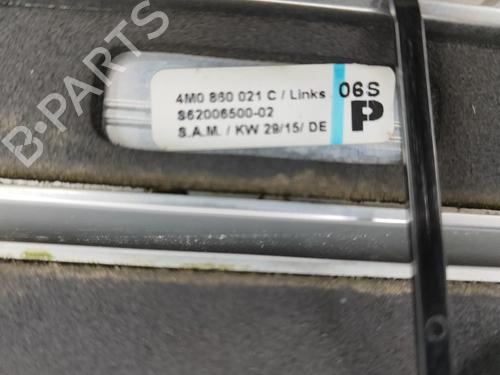 4M0 860 021 C / Links
S62006500-02
S.A.M. / KW 29/15/ DE
06S
P
B-PARTS